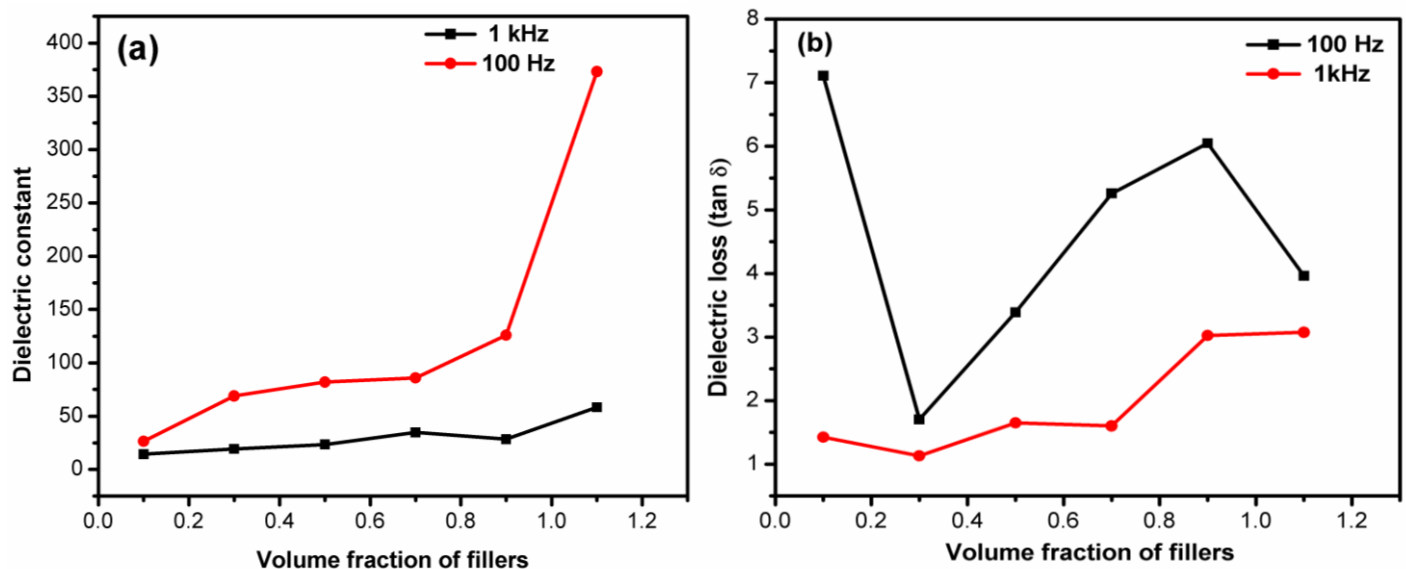 (a)
1 kHz
100 Hz
400
350
300
250
200
150
100
50
0
Dielectric constant
0.0 0.2 0.4 0.6 0.8 1.0 1.2
Volume fraction of fillers
(b)
100 Hz
1kHz
8
7
6
5
4
3
2
1
Dielectric loss (tan δ)
0.0 0.2 0.4 0.6 0.8 1.0 1.2
Volume fraction of fillers